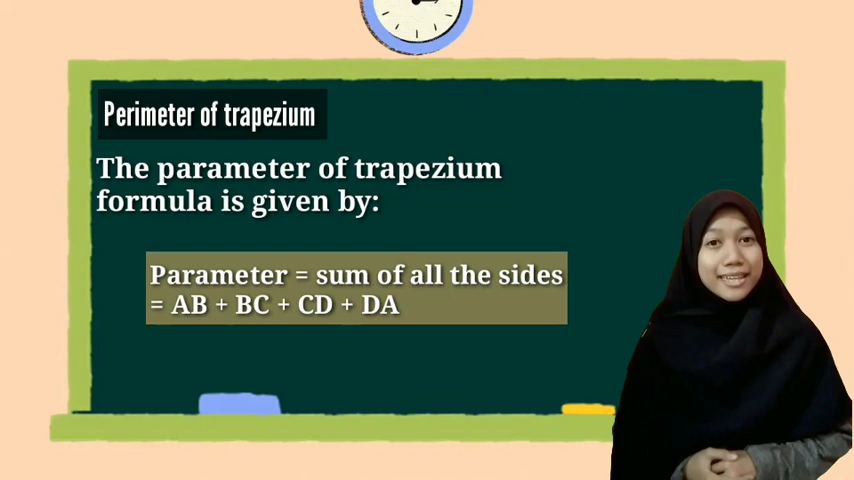 Perimeter of trapezium
The parameter of trapezium
formula is given by:
Parameter = sum of all the sides
= AB + BC + CD + DA